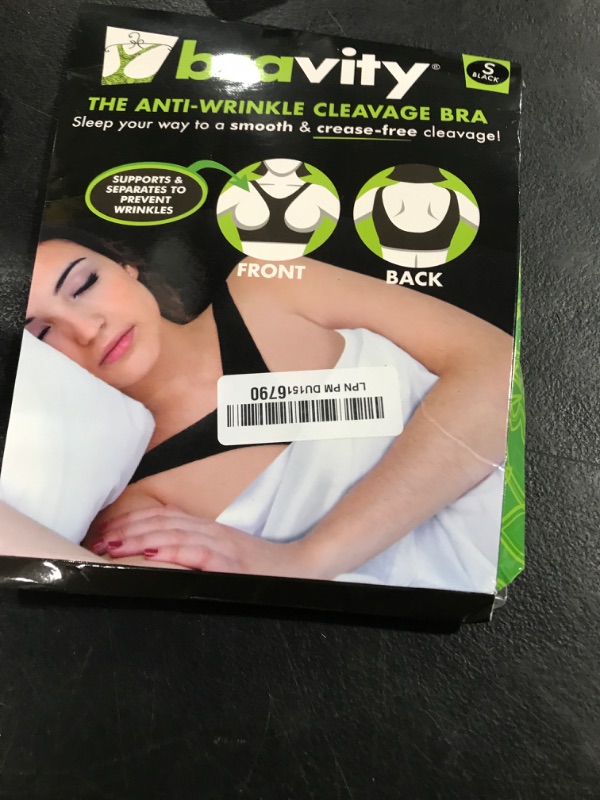 bravity®
S
BLACK
THE ANTI-WRINKLE CLEAVAGE BRA
Sleep your way to a smooth & crease-free cleavage!
SUPPORTS &
SEPARATES TO
PREVENT
WRINKLES
FRONT
BACK
LPN PM DU1516790